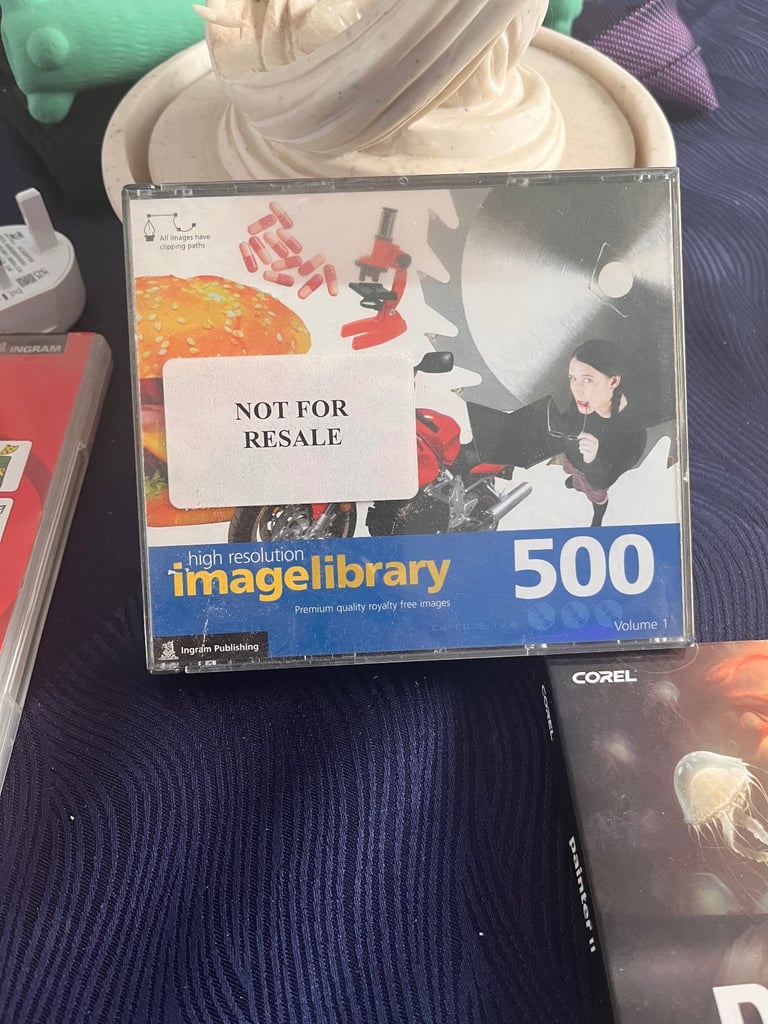 All images have
clipping paths
INGRAM
NOT FOR
RESALE
high resolution
imagelibrary
500
Premium quality royalty free images
Volume 1
Ingram Publishing
COREL
COREL
Painter 11